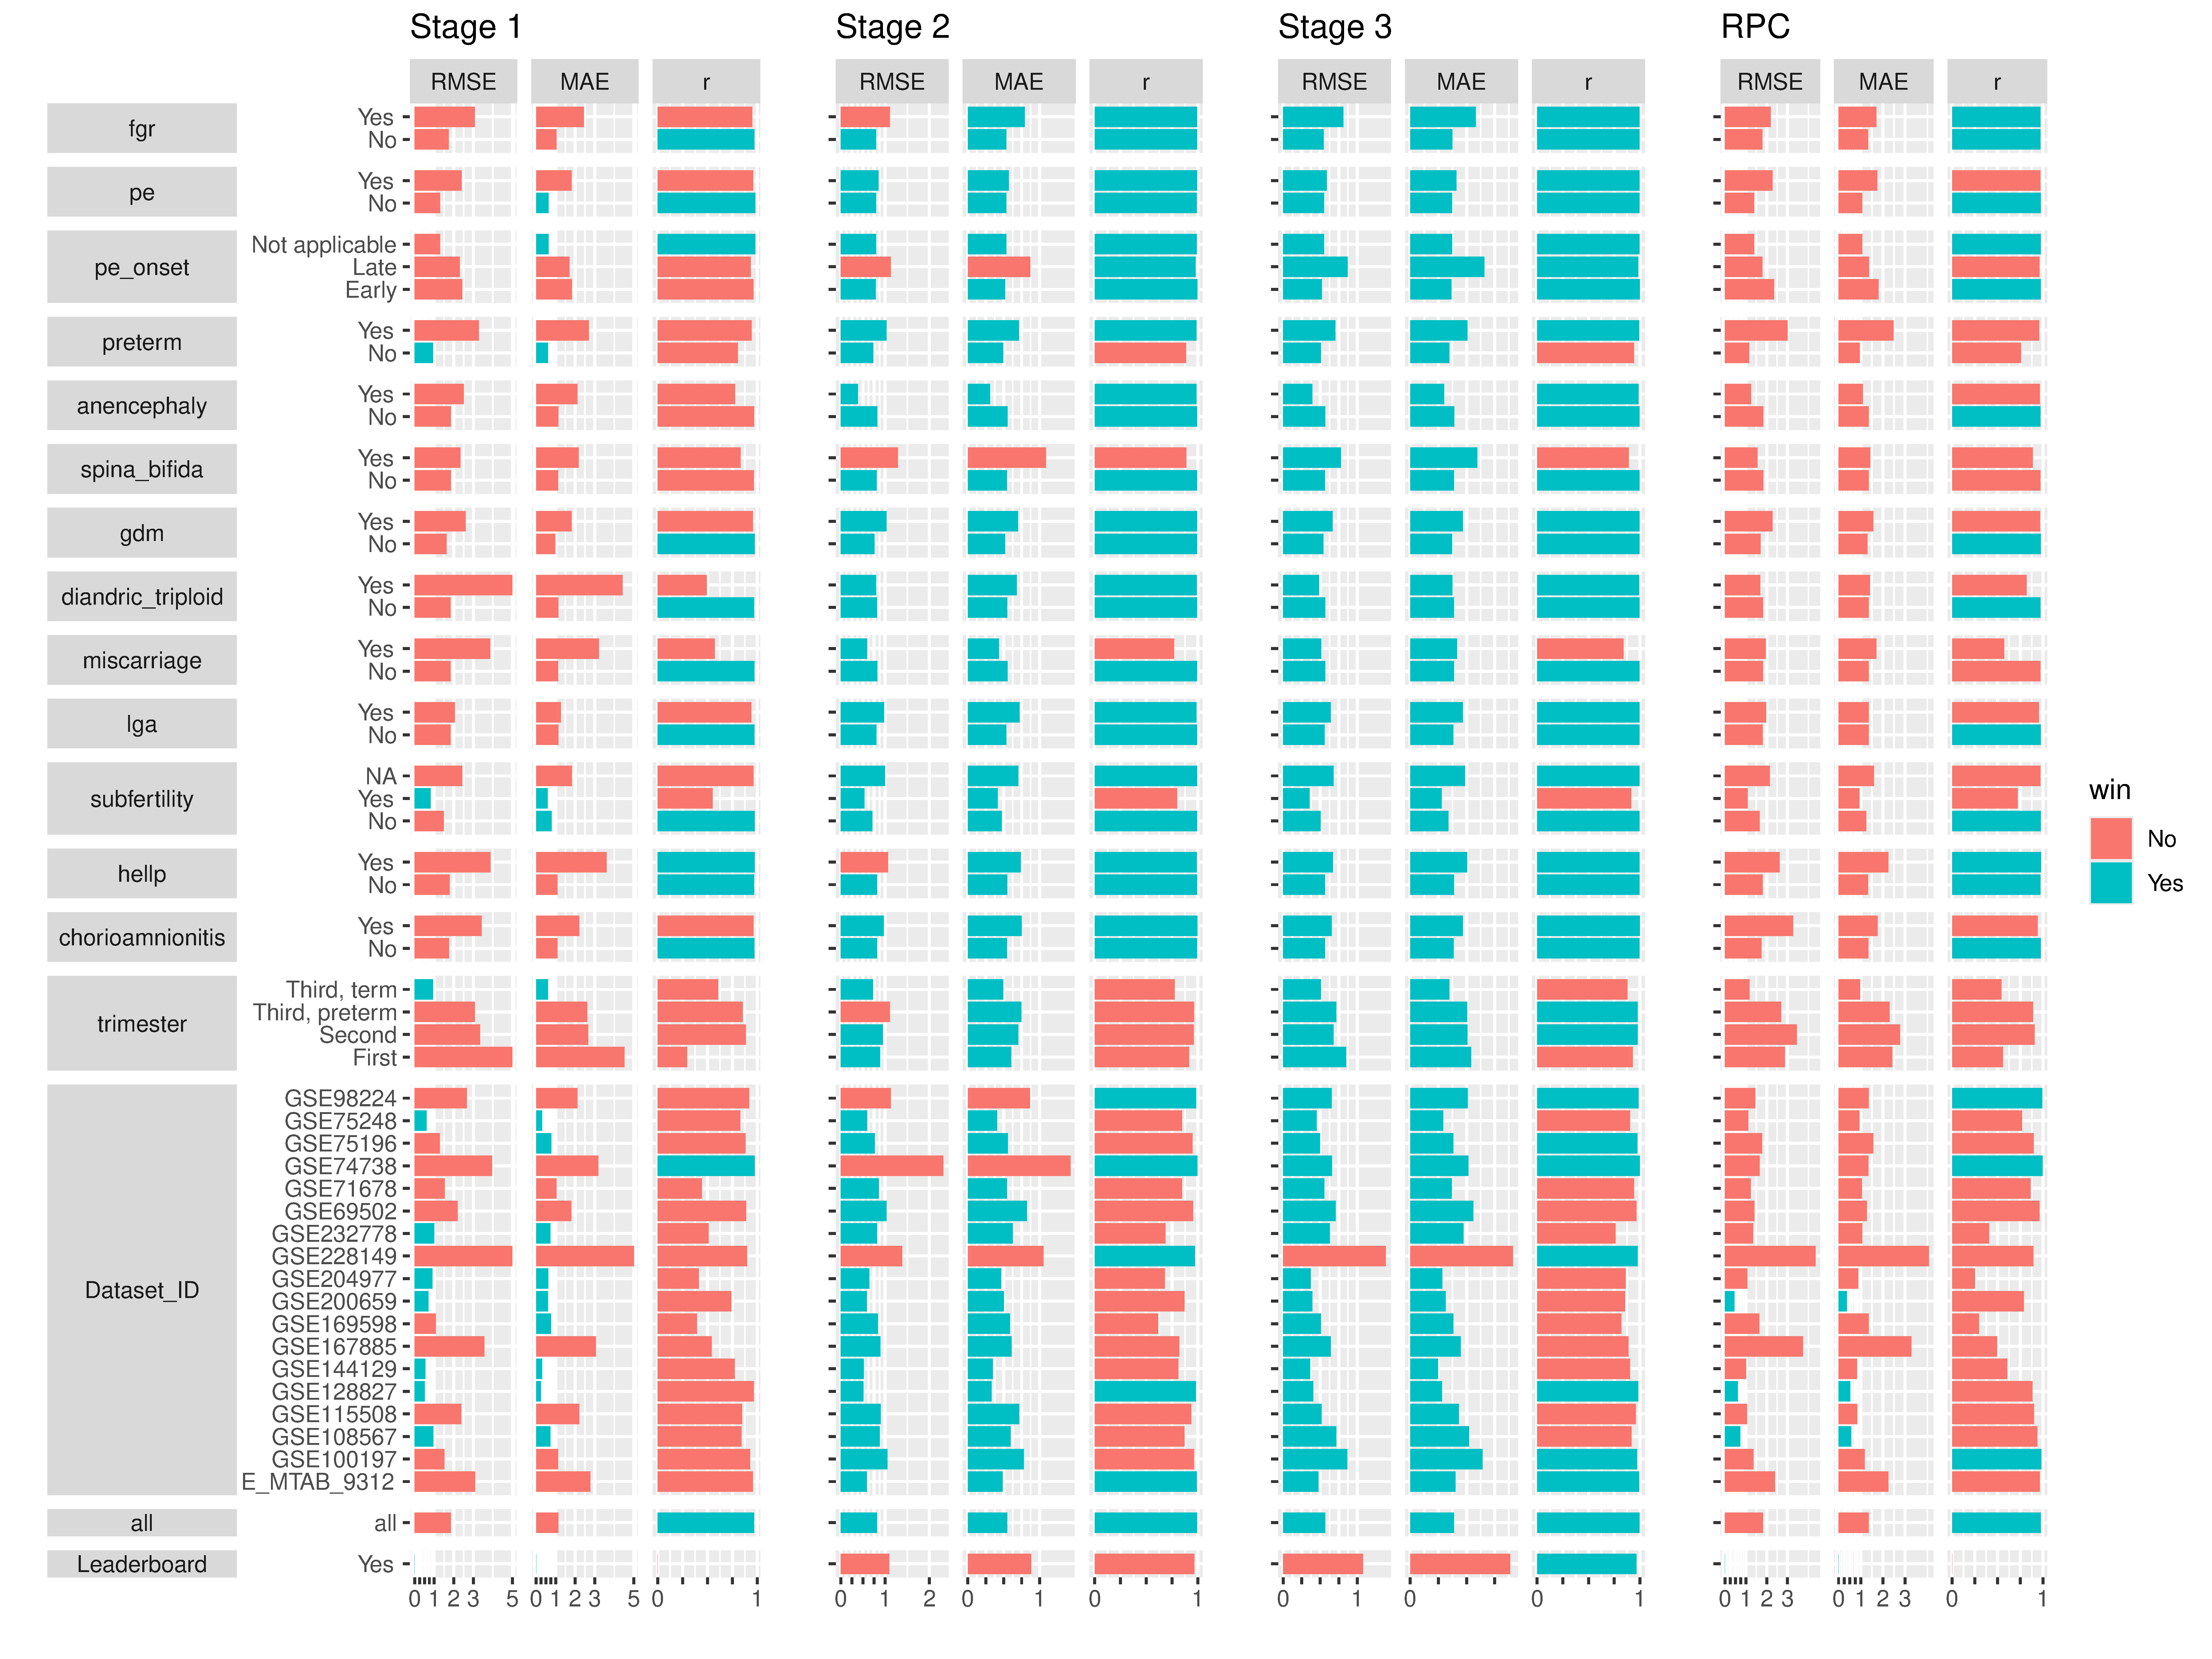 Stage 1 Stage 2 Stage 3 RPC
RMSE MAE r RMSE MAE r RMSE MAE r RMSE MAE r
fgr
Yes
No
pe
Yes
No
pe_onset
Not applicable
Late
Early
preterm
Yes
No
anencephaly
Yes
No
spina_bifida
Yes
No
gdm
Yes
No
diandric_triploid
Yes
No
miscarriage
Yes
No
lga
Yes
No
subfertility
NA
Yes
No
hellp
Yes
No
chorioamnionitis
Yes
No
trimester
Third, term
Third, preterm
Second
First
Dataset_ID
GSE98224
GSE75248
GSE75196
GSE74738
GSE71678
GSE69502
GSE232778
GSE228149
GSE204977
GSE200659
GSE169598
GSE167885
GSE144129
GSE128827
GSE115508
GSE108567
GSE100197
E_MTAB_9312
all
all
Leaderboard
Yes
0 1 2 3 5 0 1 2 3 5 0 1 0 1 2 0 1 0 1 0 1 0 0 1 0 1 2 3 0 1 2 3 0 1
win
No
Yes